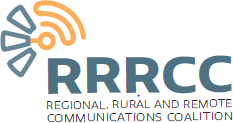 RRRCC
REGIONAL, RURAL AND REMOTE
COMMUNICATIONS COALITION